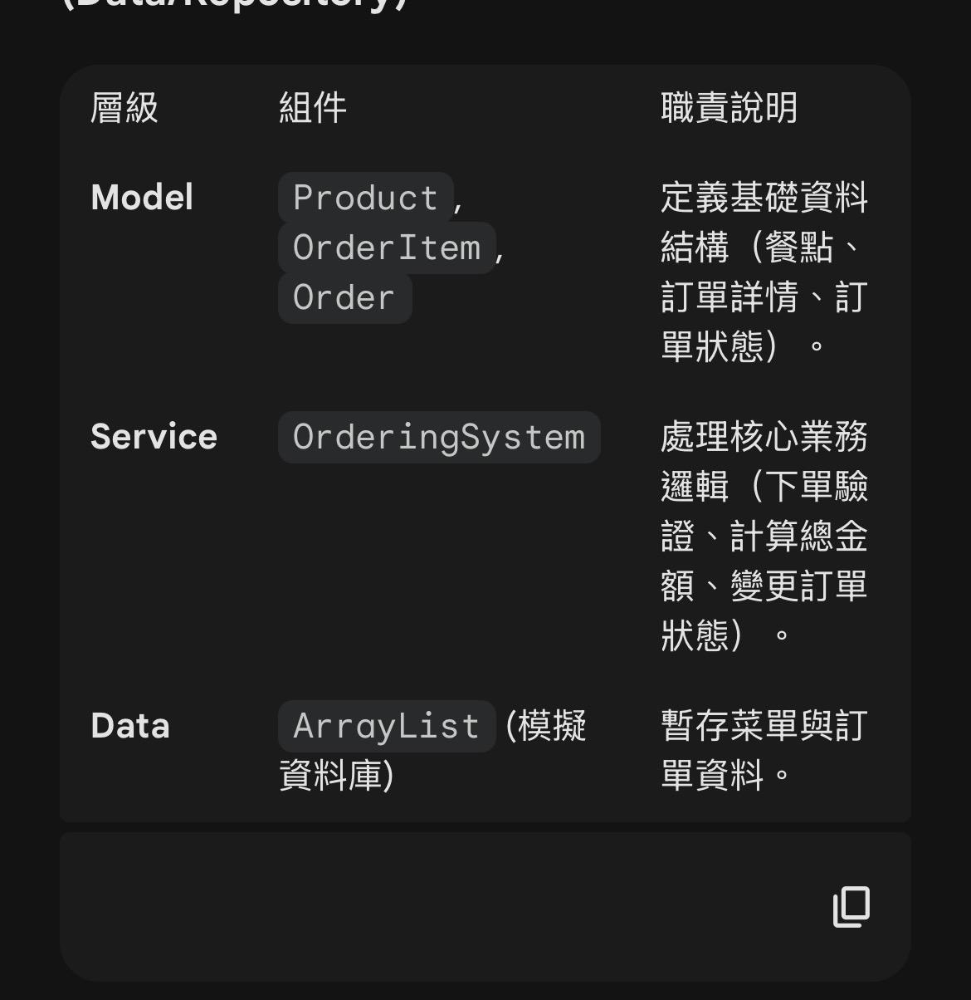 (Data/Repository)
層級 組件 職責說明
Model Product, 定義基礎資料
OrderItem, 結構（餐點、
Order 訂單詳情、訂
單狀態）。
Service OrderingSystem 處理核心業務
邏輯（下單驗
證、計算總金
額、變更訂單
狀態）。
Data ArrayList (模擬 暫存菜單與訂
資料庫) 單資料。